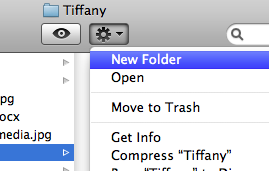 Tiffany
New Folder
Open
Move to Trash
pg
ocx
media.jpg
Get Info
Compress “Tiffany”